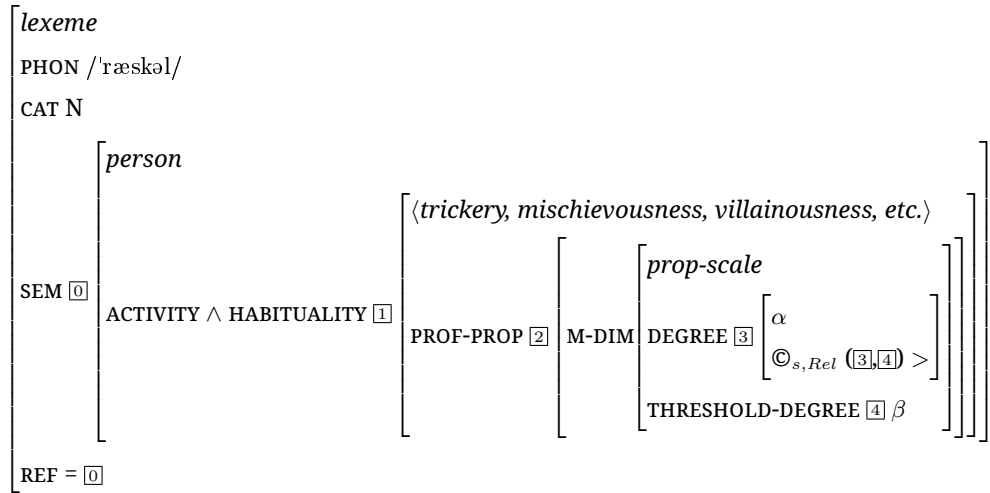 lexeme
PHON /ˈræskəl/
CAT N
person
⟨trickery, mischievousness, villainousness, etc.⟩
prop-scale
SEM 0
ACTIVITY ∧ HABITUALITY 1
PROF-PROP 2
M-DIM
DEGREE 3
α
©s,Rel (3,4) >
THRESHOLD-DEGREE 4 β
REF = 0